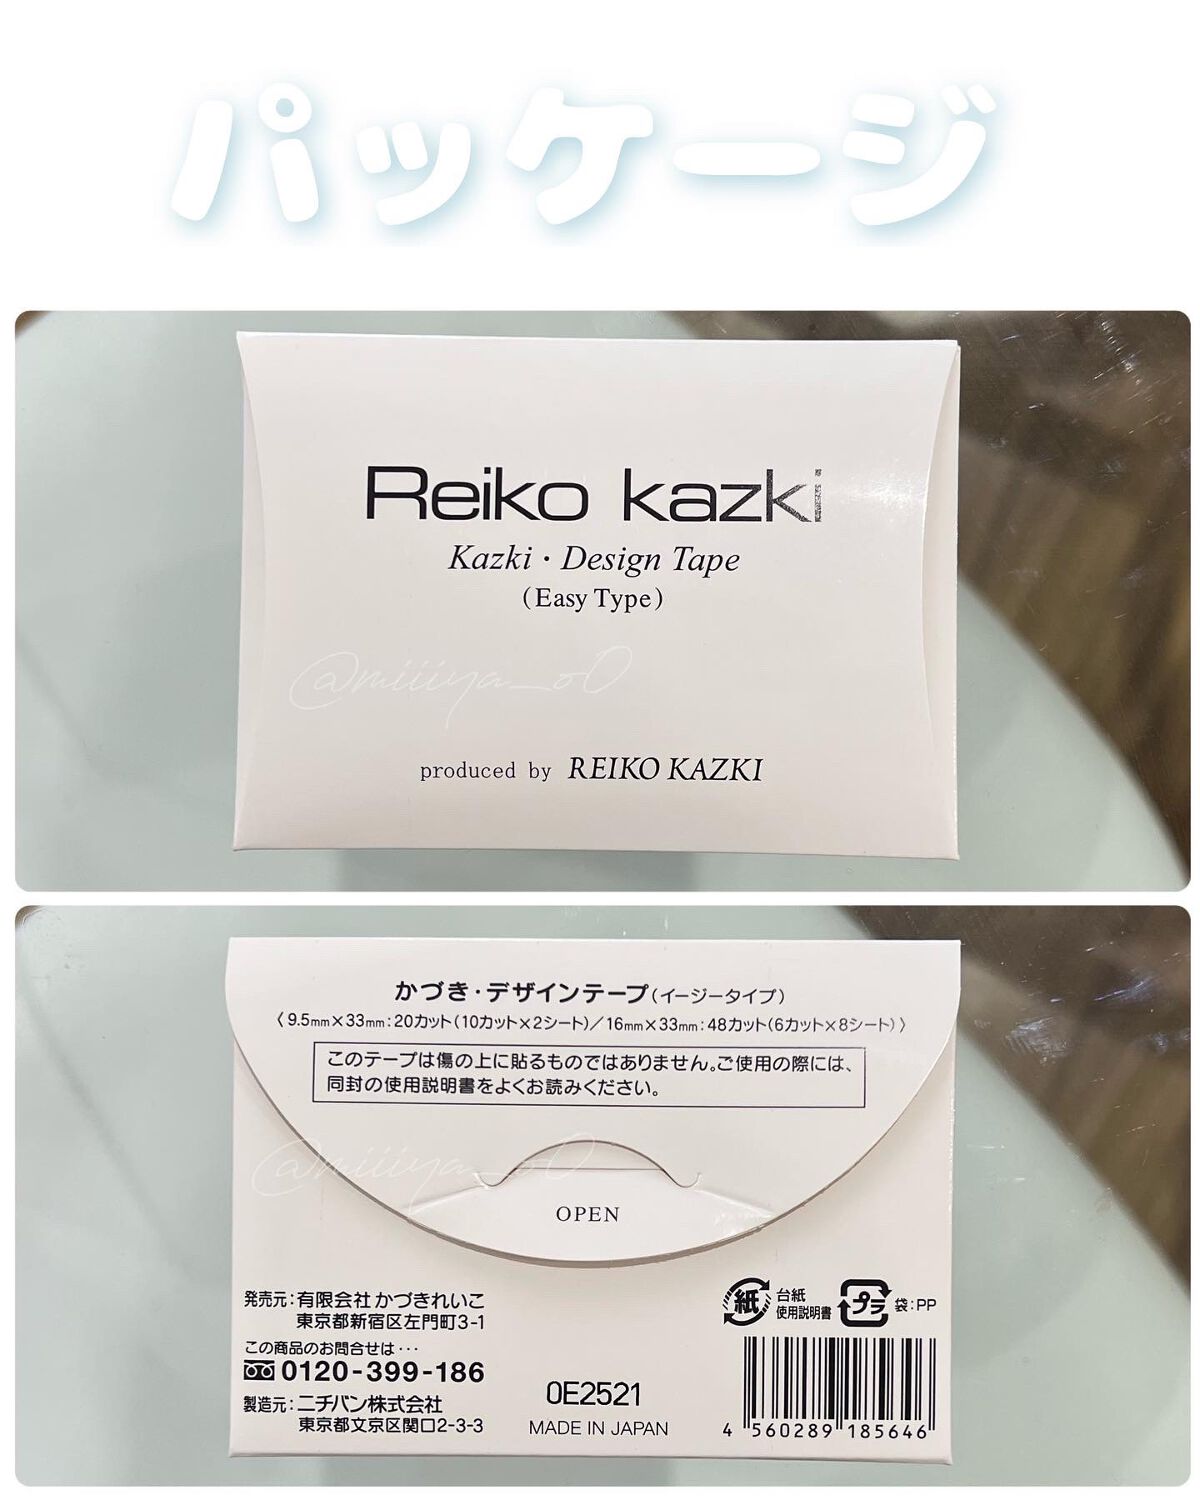 パッケージ
Reiko kazki
Kazki・Design Tape
(Easy Type)
@miiiya_o0
produced by REIKO KAZKI
かづき・デザインテープ(イージータイプ)
〈9.5mm×33mm:20カット(10カット×2シート)/16mm×33mm:48カット(6カット×8シート)〉
このテープは傷の上に貼るものではありません。ご使用の際には、
同封の使用説明書をよくお読みください。
@miiiya_o0
OPEN
発売元:有限会社 かづきれいこ
東京都新宿区左門町3-1
この商品のお問合せは・・・
0120-399-186
製造元:ニチバン株式会社
東京都文京区関口2-3-3
0E2521
MADE IN JAPAN
紙 台紙
使用説明書
プラ 袋:PP
4 560289 185646